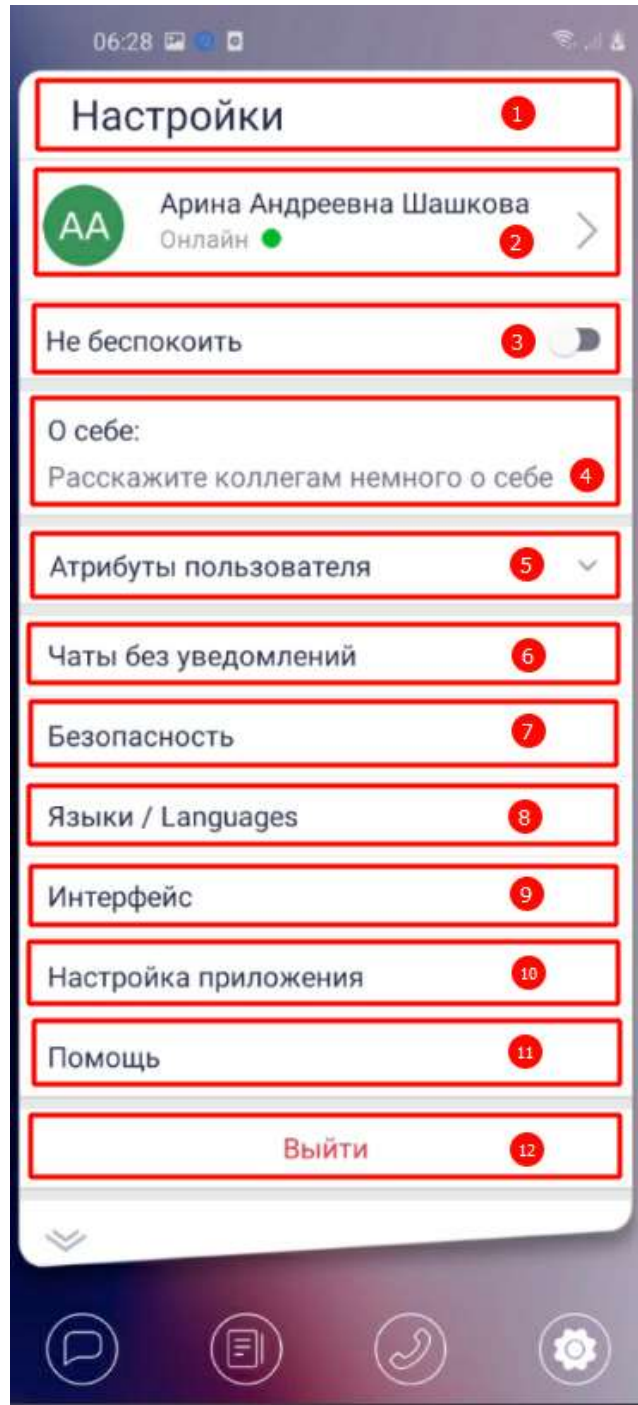 06:28
Настройки
1
АА
Арина Андреевна Шашкова
Онлайн
2
Не беспокоить
3
О себе:
Расскажите коллегам немного о себе
4
Атрибуты пользователя
5
Чаты без уведомлений
6
Безопасность
7
Языки / Languages
8
Интерфейс
9
Настройка приложения
10
Помощь
11
Выйти
12